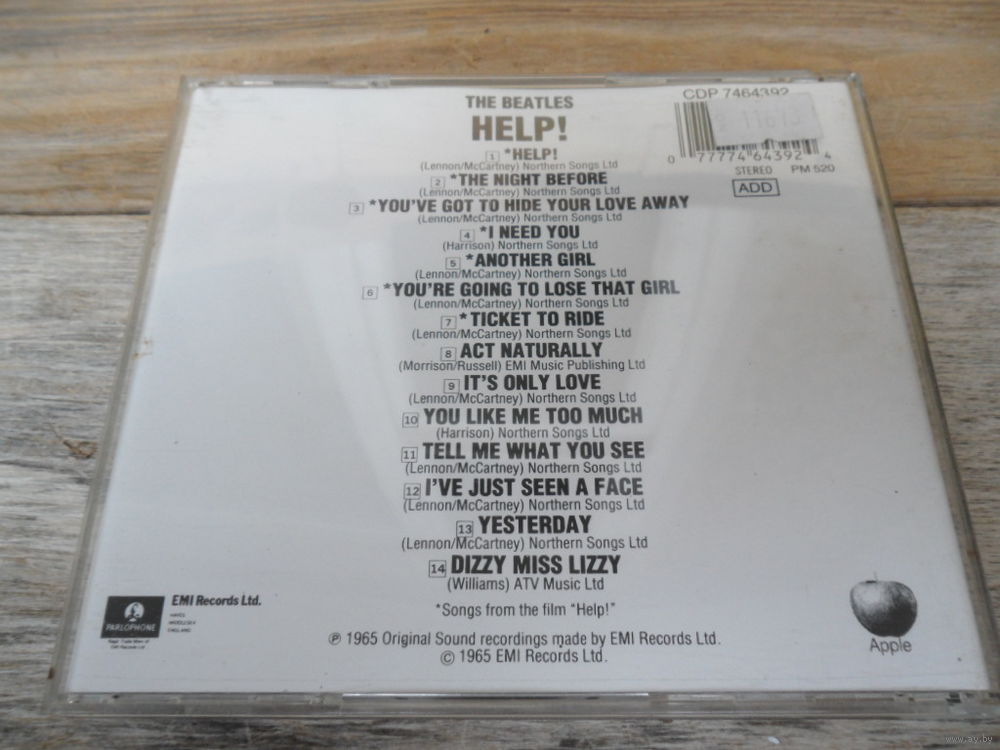 THE BEATLES
HELP!
1 *HELP!
(Lennon/McCartney) Northern Songs Ltd
2 *THE NIGHT BEFORE
(Lennon/McCartney) Northern Songs Ltd
3 *YOU'VE GOT TO HIDE YOUR LOVE AWAY
(Lennon/McCartney) Northern Songs Ltd
4 *I NEED YOU
(Harrison) Northern Songs Ltd
5 *ANOTHER GIRL
(Lennon/McCartney) Northern Songs Ltd
6 *YOU'RE GOING TO LOSE THAT GIRL
(Lennon/McCartney) Northern Songs Ltd
7 *TICKET TO RIDE
(Lennon/McCartney) Northern Songs Ltd
8 ACT NATURALLY
(Morrison/Russell) EMI Music Publishing Ltd
9 IT'S ONLY LOVE
(Lennon/McCartney) Northern Songs Ltd
10 YOU LIKE ME TOO MUCH
(Harrison) Northern Songs Ltd
11 TELL ME WHAT YOU SEE
(Lennon/McCartney) Northern Songs Ltd
12 I'VE JUST SEEN A FACE
(Lennon/McCartney) Northern Songs Ltd
13 YESTERDAY
(Lennon/McCartney) Northern Songs Ltd
14 DIZZY MISS LIZZY
(Williams) ATV Music Ltd
*Songs from the film "Help!"
℗ 1965 Original Sound recordings made by EMI Records Ltd.
© 1965 EMI Records Ltd.
CDP 7464392
0 77774 64392 4
STEREO PM 520
ADD
EMI Records Ltd.
HAYES
MIDDLESEX
ENGLAND
PARLOPHONE
Apple
www.ay.by